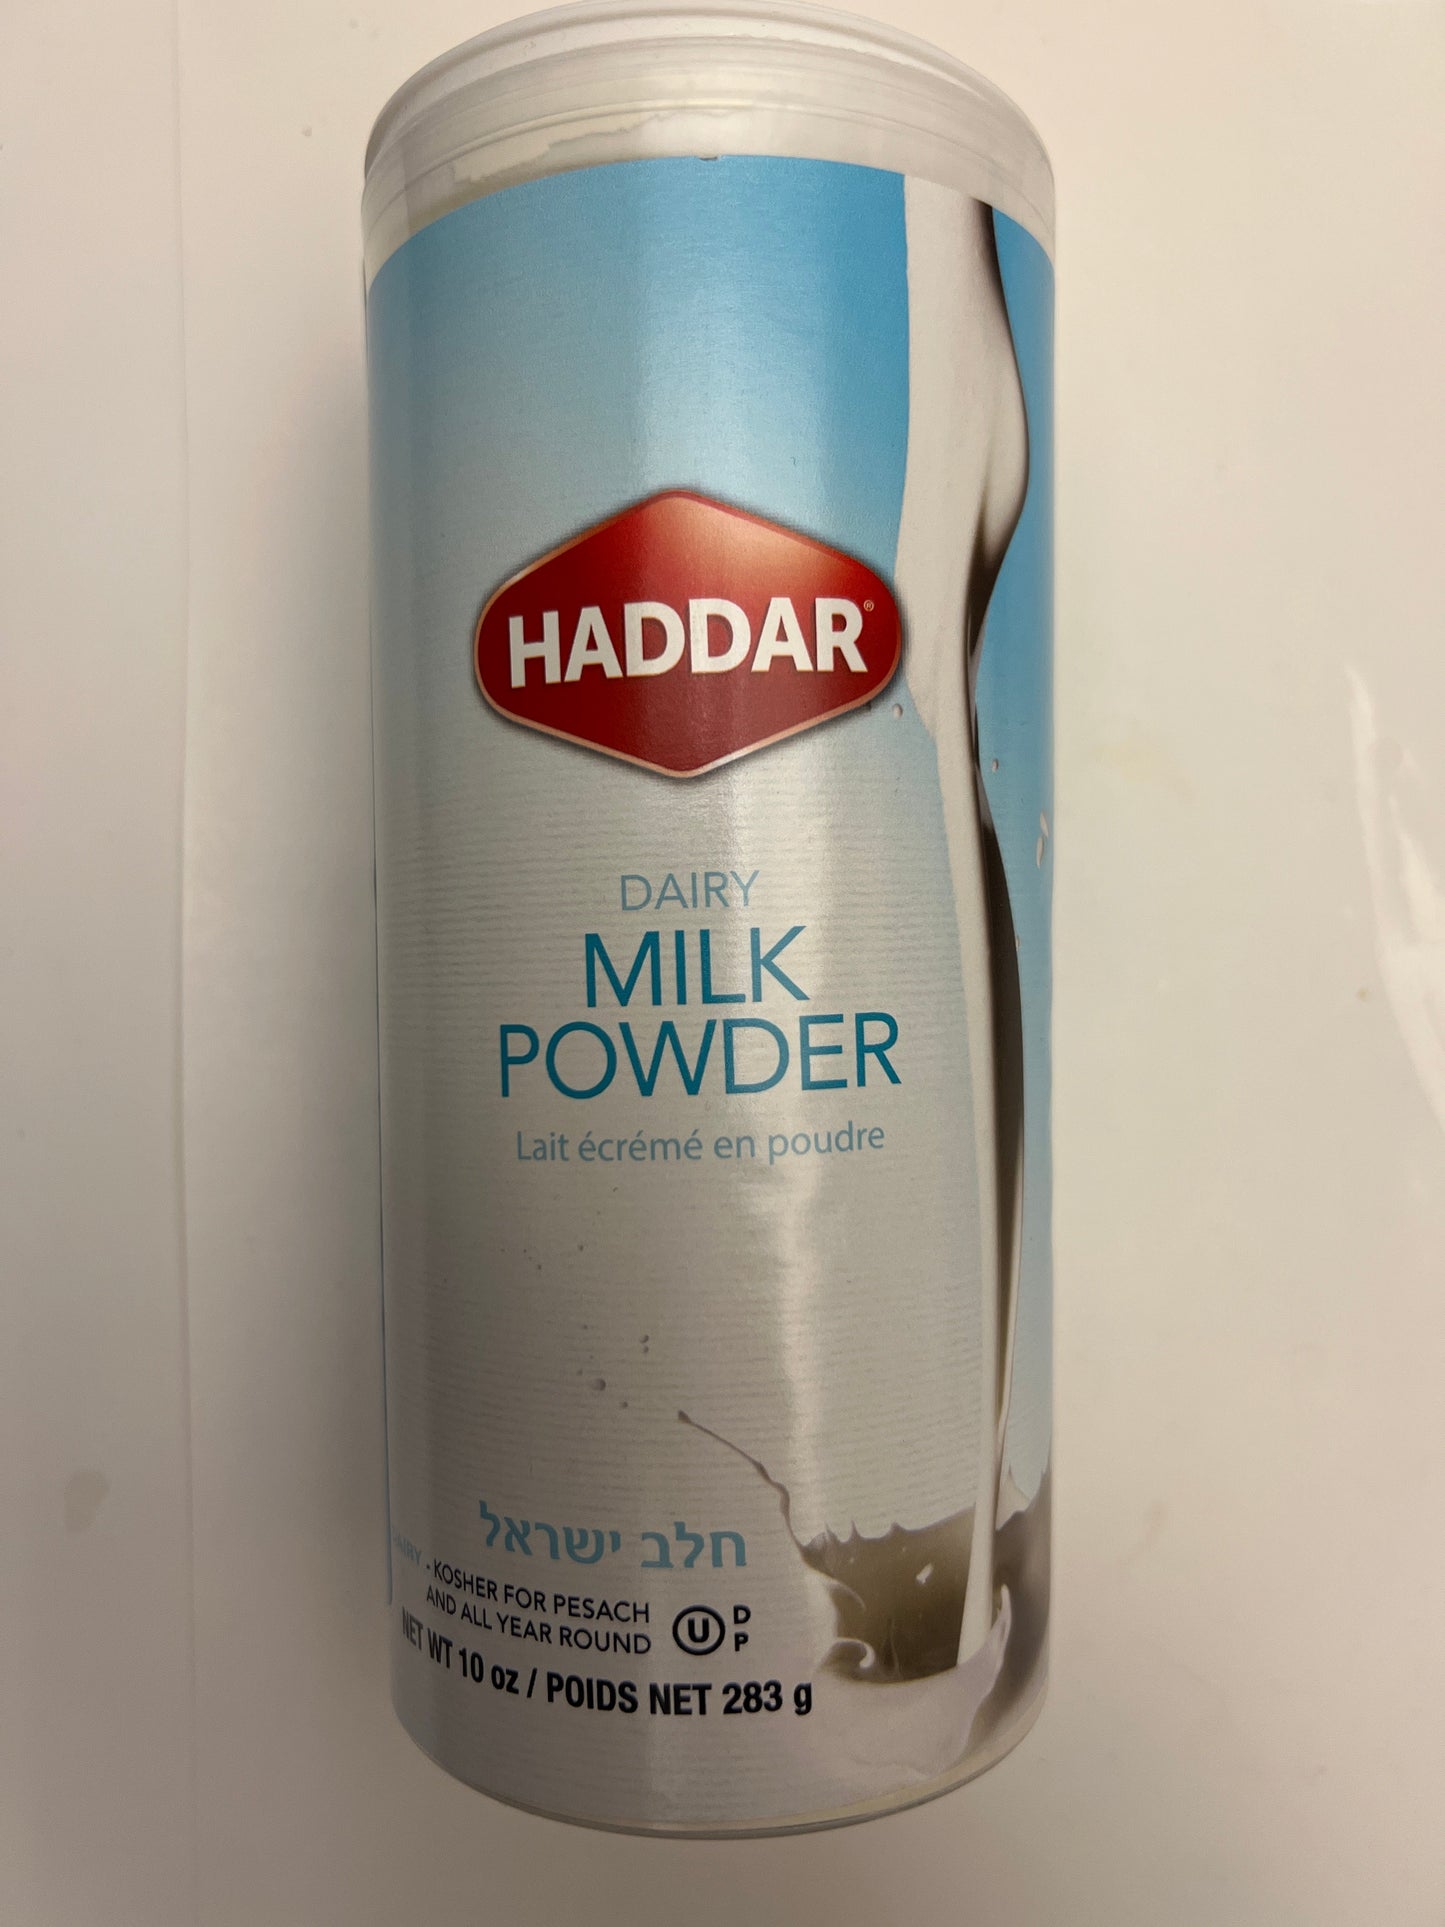 HADDAR®
DAIRY
MILK
POWDER
Lait écrémé en poudre
חלב ישראל
DAIRY - KOSHER FOR PESACH
AND ALL YEAR ROUND
U D
P
NET WT 10 oz / POIDS NET 283 g